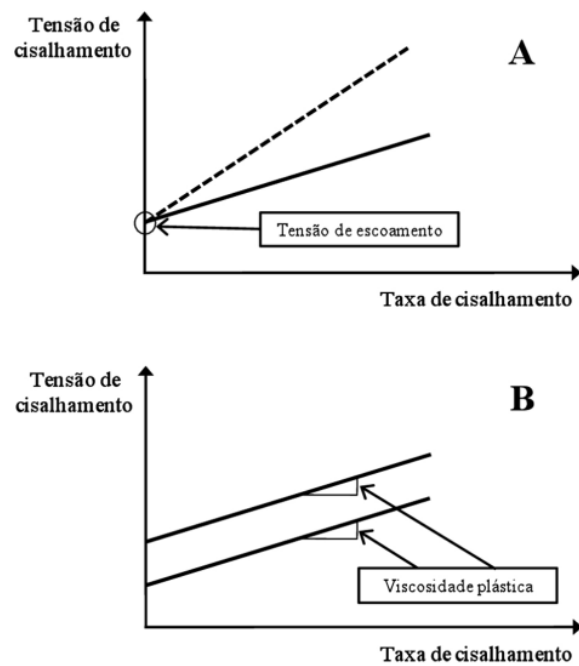 Tensão de
cisalhamento
A
Tensão de escoamento
Taxa de cisalhamento
Tensão de
cisalhamento
B
Viscosidade plástica
Taxa de cisalhamento